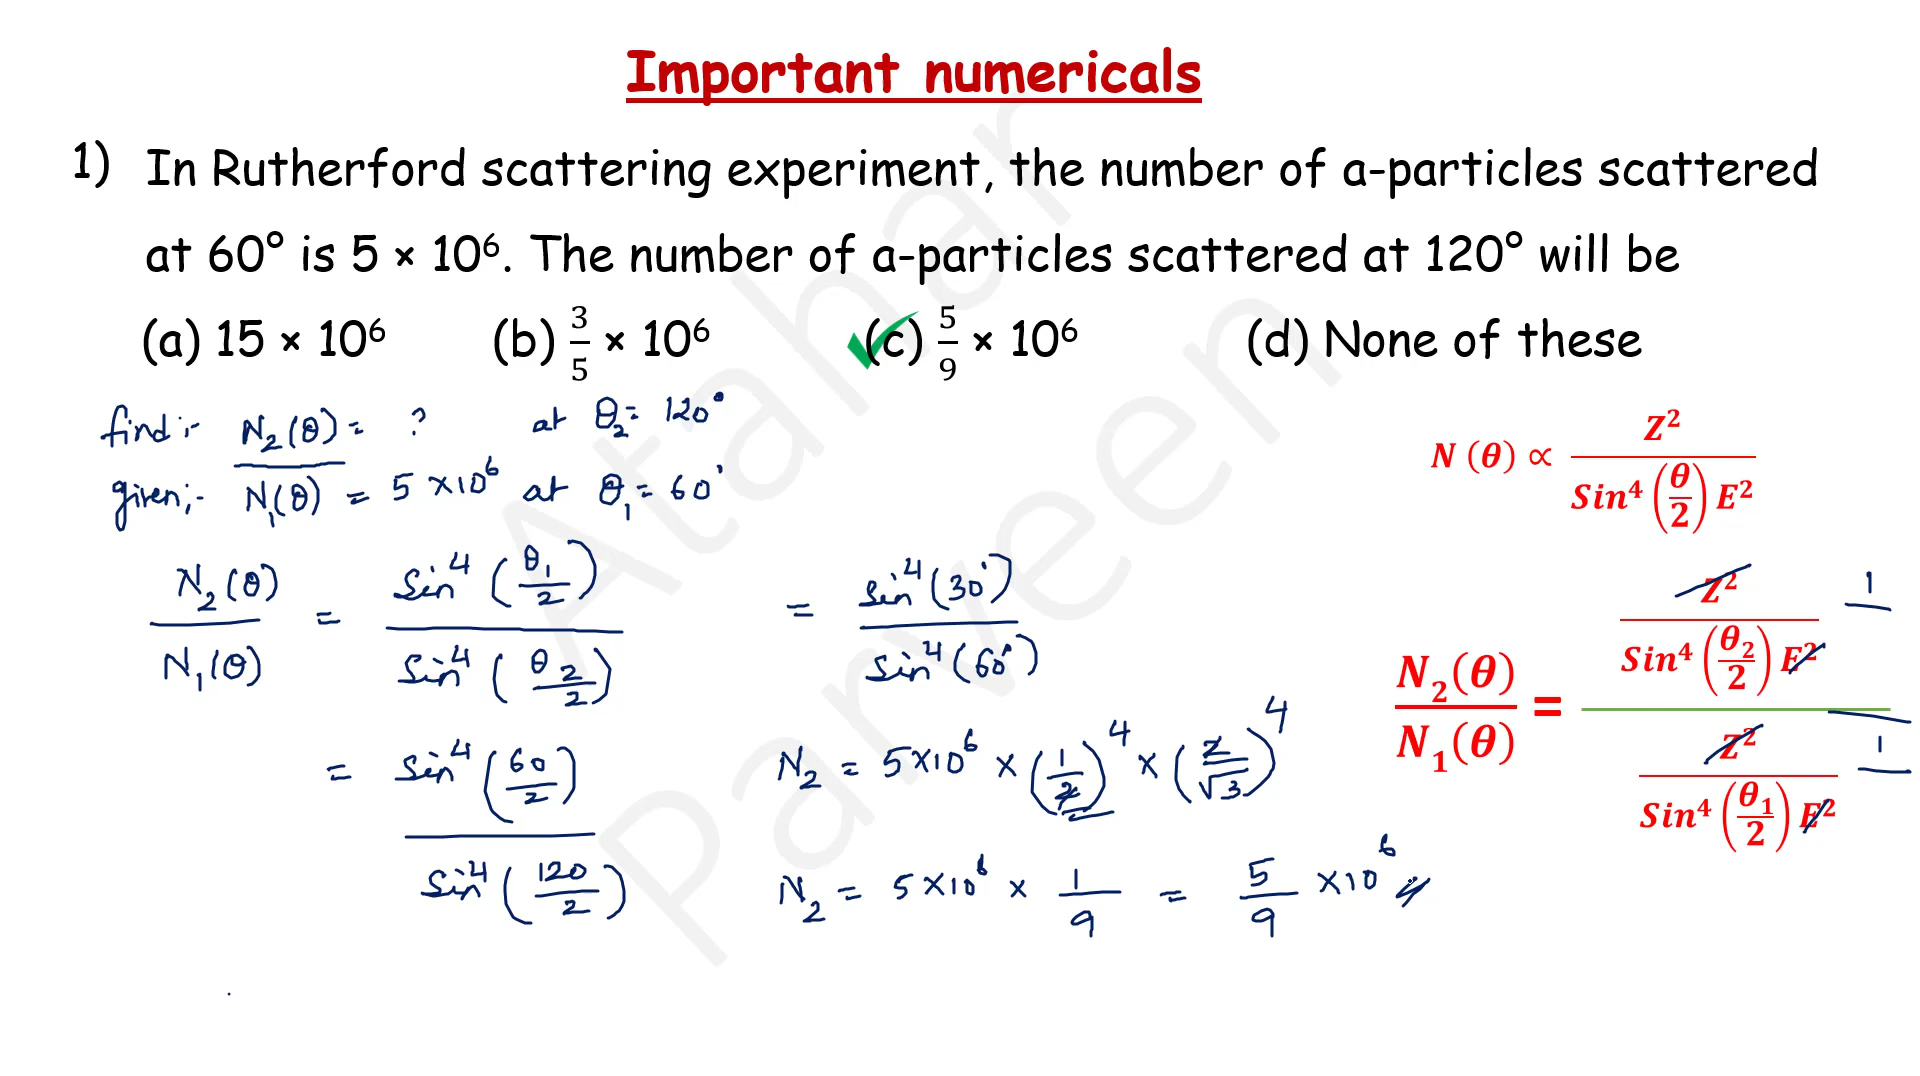 Important numericals
1) In Rutherford scattering experiment, the number of a-particles scattered
at 60° is 5 × 10⁶. The number of a-particles scattered at 120° will be
(a) 15 × 10⁶ (b) 3/5 × 10⁶ (c) 5/9 × 10⁶ (d) None of these
find :- N₂(θ) = ? at θ₂ = 120°
given ;- N₁(θ) = 5 × 10⁶ at θ₁ = 60°
N₂(θ)/N₁(θ) = Sin⁴(θ₁/2)/Sin⁴(θ₂/2) = Sin⁴(30°)/Sin⁴(60°)
= Sin⁴(60/2)/Sin⁴(120/2)
N₂ = 5×10⁶ × (1/2)⁴ × (2/√3)⁴
N₂ = 5×10⁶ × 1/9 = 5/9 × 10⁶
N (θ) ∝ Z²/Sin⁴(θ/2) E²
N₂(θ)/N₁(θ) = Z²/Sin⁴(θ₂/2) E² / Z²/Sin⁴(θ₁/2) E²
1
1
Atahar
Parveen